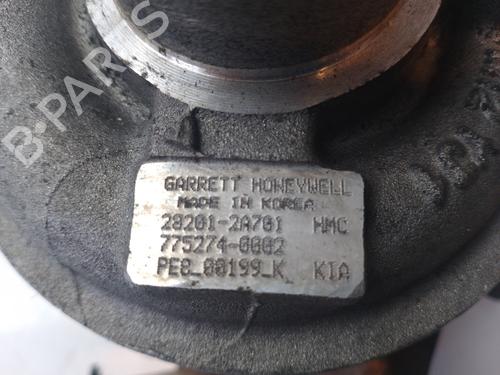 B-PARTS
GARRETT HONEYWELL
MADE IN KOREA
28201-2A701 HMC
775274-0002
PE8_00199_K KIA